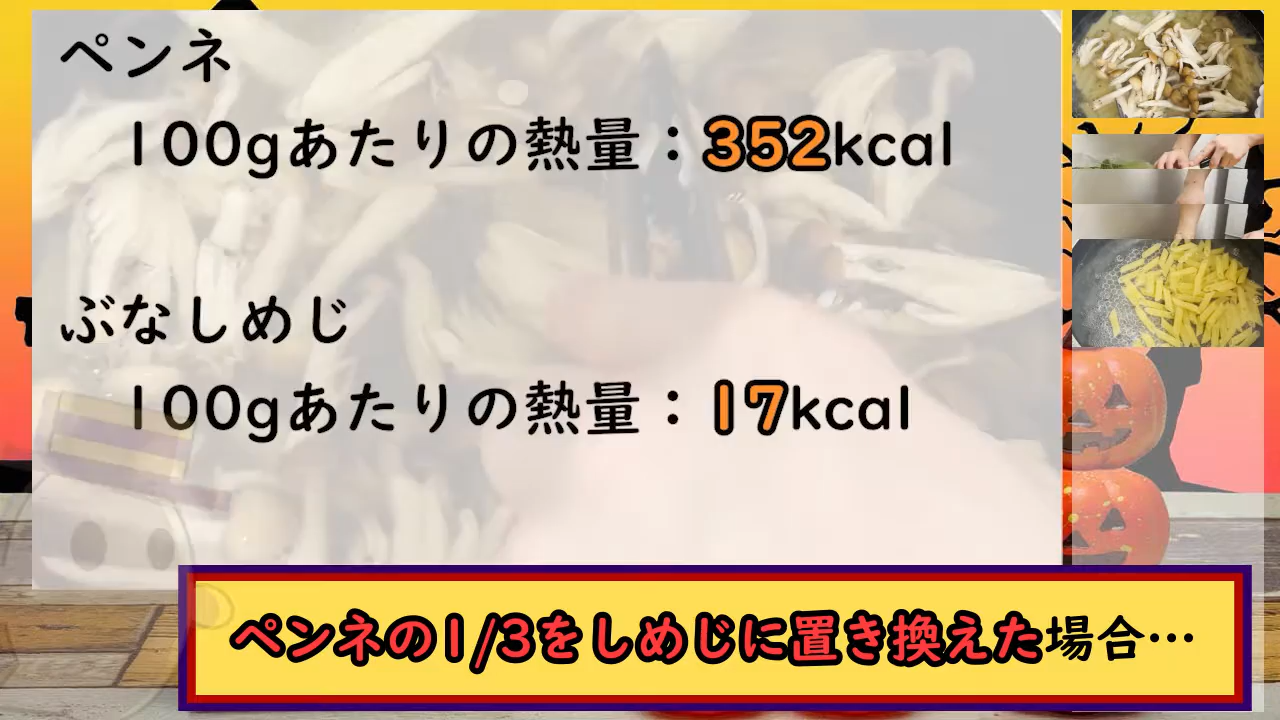 ペンネ
100gあたりの熱量：352kcal
ぶなしめじ
100gあたりの熱量：17kcal
ペンネの1/3をしめじに置き換えた場合…